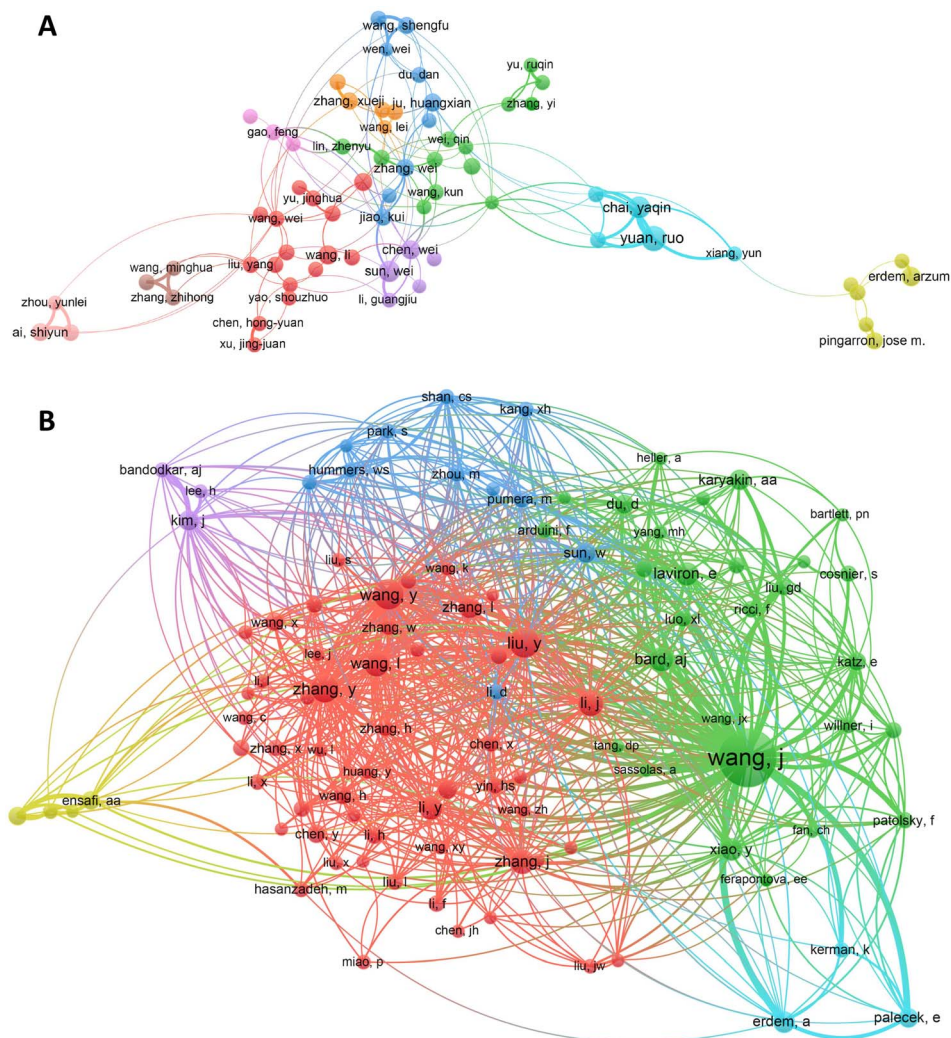 A
wang, shengfu
wen, wei
du, dan
yu, ruqin
zhang, xueji
ju, huangxian
zhang, yi
wang, lei
gao, feng
wei, qin
lin, zhenyu
zhang, wei
yu, jinghua
wang, kun
chai, yaqin
wang, wei
jiao, kui
yuan, ruo
chen, wei
wang, li
xiang, yun
wang, minghua
liu, yang
sun, wei
erdem, arzum
zhang, zhihong
yao, shouzhuo
li, guangjiu
zhou, yunlei
chen, hong-yuan
ai, shiyun
xu, jing-juan
pingarron, jose m.
B
shan, cs
kang, xh
park, s
heller, a
bandodkar, aj
hummers, ws
zhou, m
karyakin, aa
lee, h
pumera, m
du, d
bartlett, pn
kim, j
arduini, f
yang, mh
sun, w
liu, s
wang, k
laviron, e
cosnier, s
wang, y
liu, gd
zhang, l
ricci, f
wang, x
zhang, w
luo, xl
liu, y
lee, j
wang, l
bard, aj
katz, e
li, l
zhang, y
li, d
li, j
wang, c
wang, jx
willner, i
zhang, h
zhang, x
wu, l
chen, x
tang, dp
wang, j
huang, y
sassolas, a
li, x
yin, hs
ensafi, aa
wang, h
li, y
wang, zh
patolsky, f
chen, y
li, h
fan, ch
wang, xy
xiao, y
liu, x
zhang, j
hasanzadeh, m
liu, l
ferapontova, ee
li, f
chen, jh
kerman, k
miao, p
liu, jw
erdem, a
palecek, e